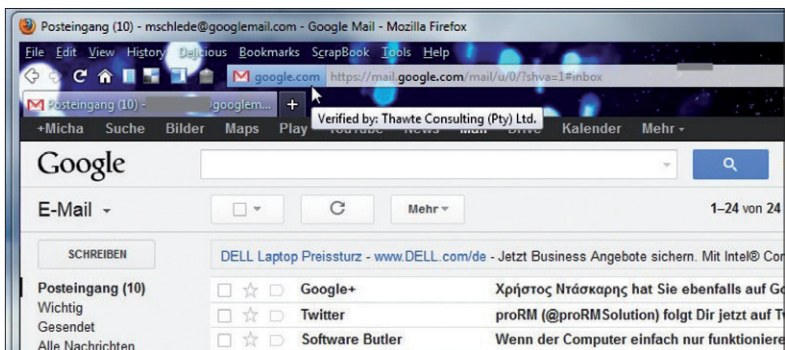 Posteingang (10) - mschlede@googlemail.com - Google Mail - Mozilla Firefox
File Edit View History Delicious Bookmarks ScrapBook Tools Help
google.com https://mail.google.com/mail/u/0/?shva=1#inbox
Posteingang (10) - @googlem... +
Verified by: Thawte Consulting (Pty) Ltd.
+Micha Suche Bilder Maps Play YouTube News Mail Drive Kalender Mehr
Google
E-Mail Mehr 1–24 von 24
SCHREIBEN DELL Laptop Preissturz - www.DELL.com/de - Jetzt Business Angebote sichern. Mit Intel®
Posteingang (10) Google+ Χρήστος Ντάσκαρης hat Sie ebenfalls auf
Wichtig Twitter proRM (@proRMSolution) folgt Dir jetzt auf
Gesendet
Alle Nachrichten Software Butler Wenn der Computer einfach nur